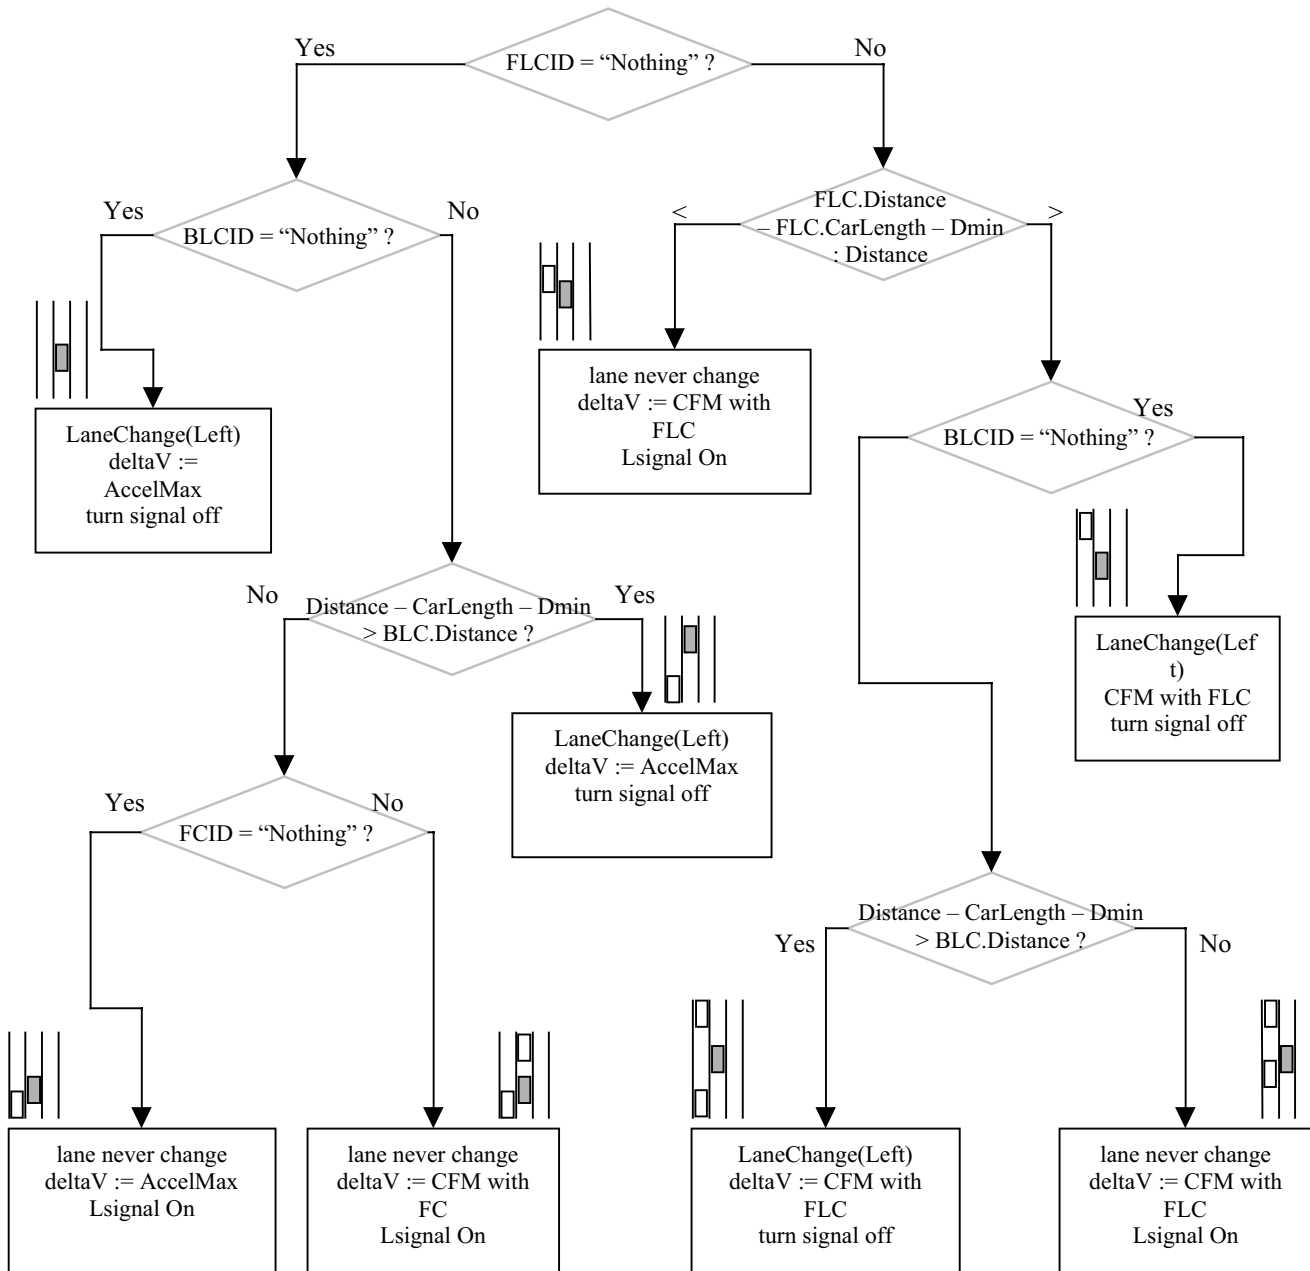 Yes
No
FLCID = “Nothing” ?
Yes
No
BLCID = “Nothing” ?
<
>
FLC.Distance
– FLC.CarLength – Dmin
: Distance
lane never change
deltaV := CFM with
FLC
Lsignal On
LaneChange(Left)
deltaV :=
AccelMax
turn signal off
Yes
BLCID = “Nothing” ?
No
Yes
Distance – CarLength – Dmin
> BLC.Distance ?
LaneChange(Lef
t)
CFM with FLC
turn signal off
LaneChange(Left)
deltaV := AccelMax
turn signal off
Yes
No
FCID = “Nothing” ?
Distance – CarLength – Dmin
> BLC.Distance ?
Yes
No
lane never change
deltaV := AccelMax
Lsignal On
lane never change
deltaV := CFM with
FC
Lsignal On
LaneChange(Left)
deltaV := CFM with
FLC
turn signal off
lane never change
deltaV := CFM with
FLC
Lsignal On